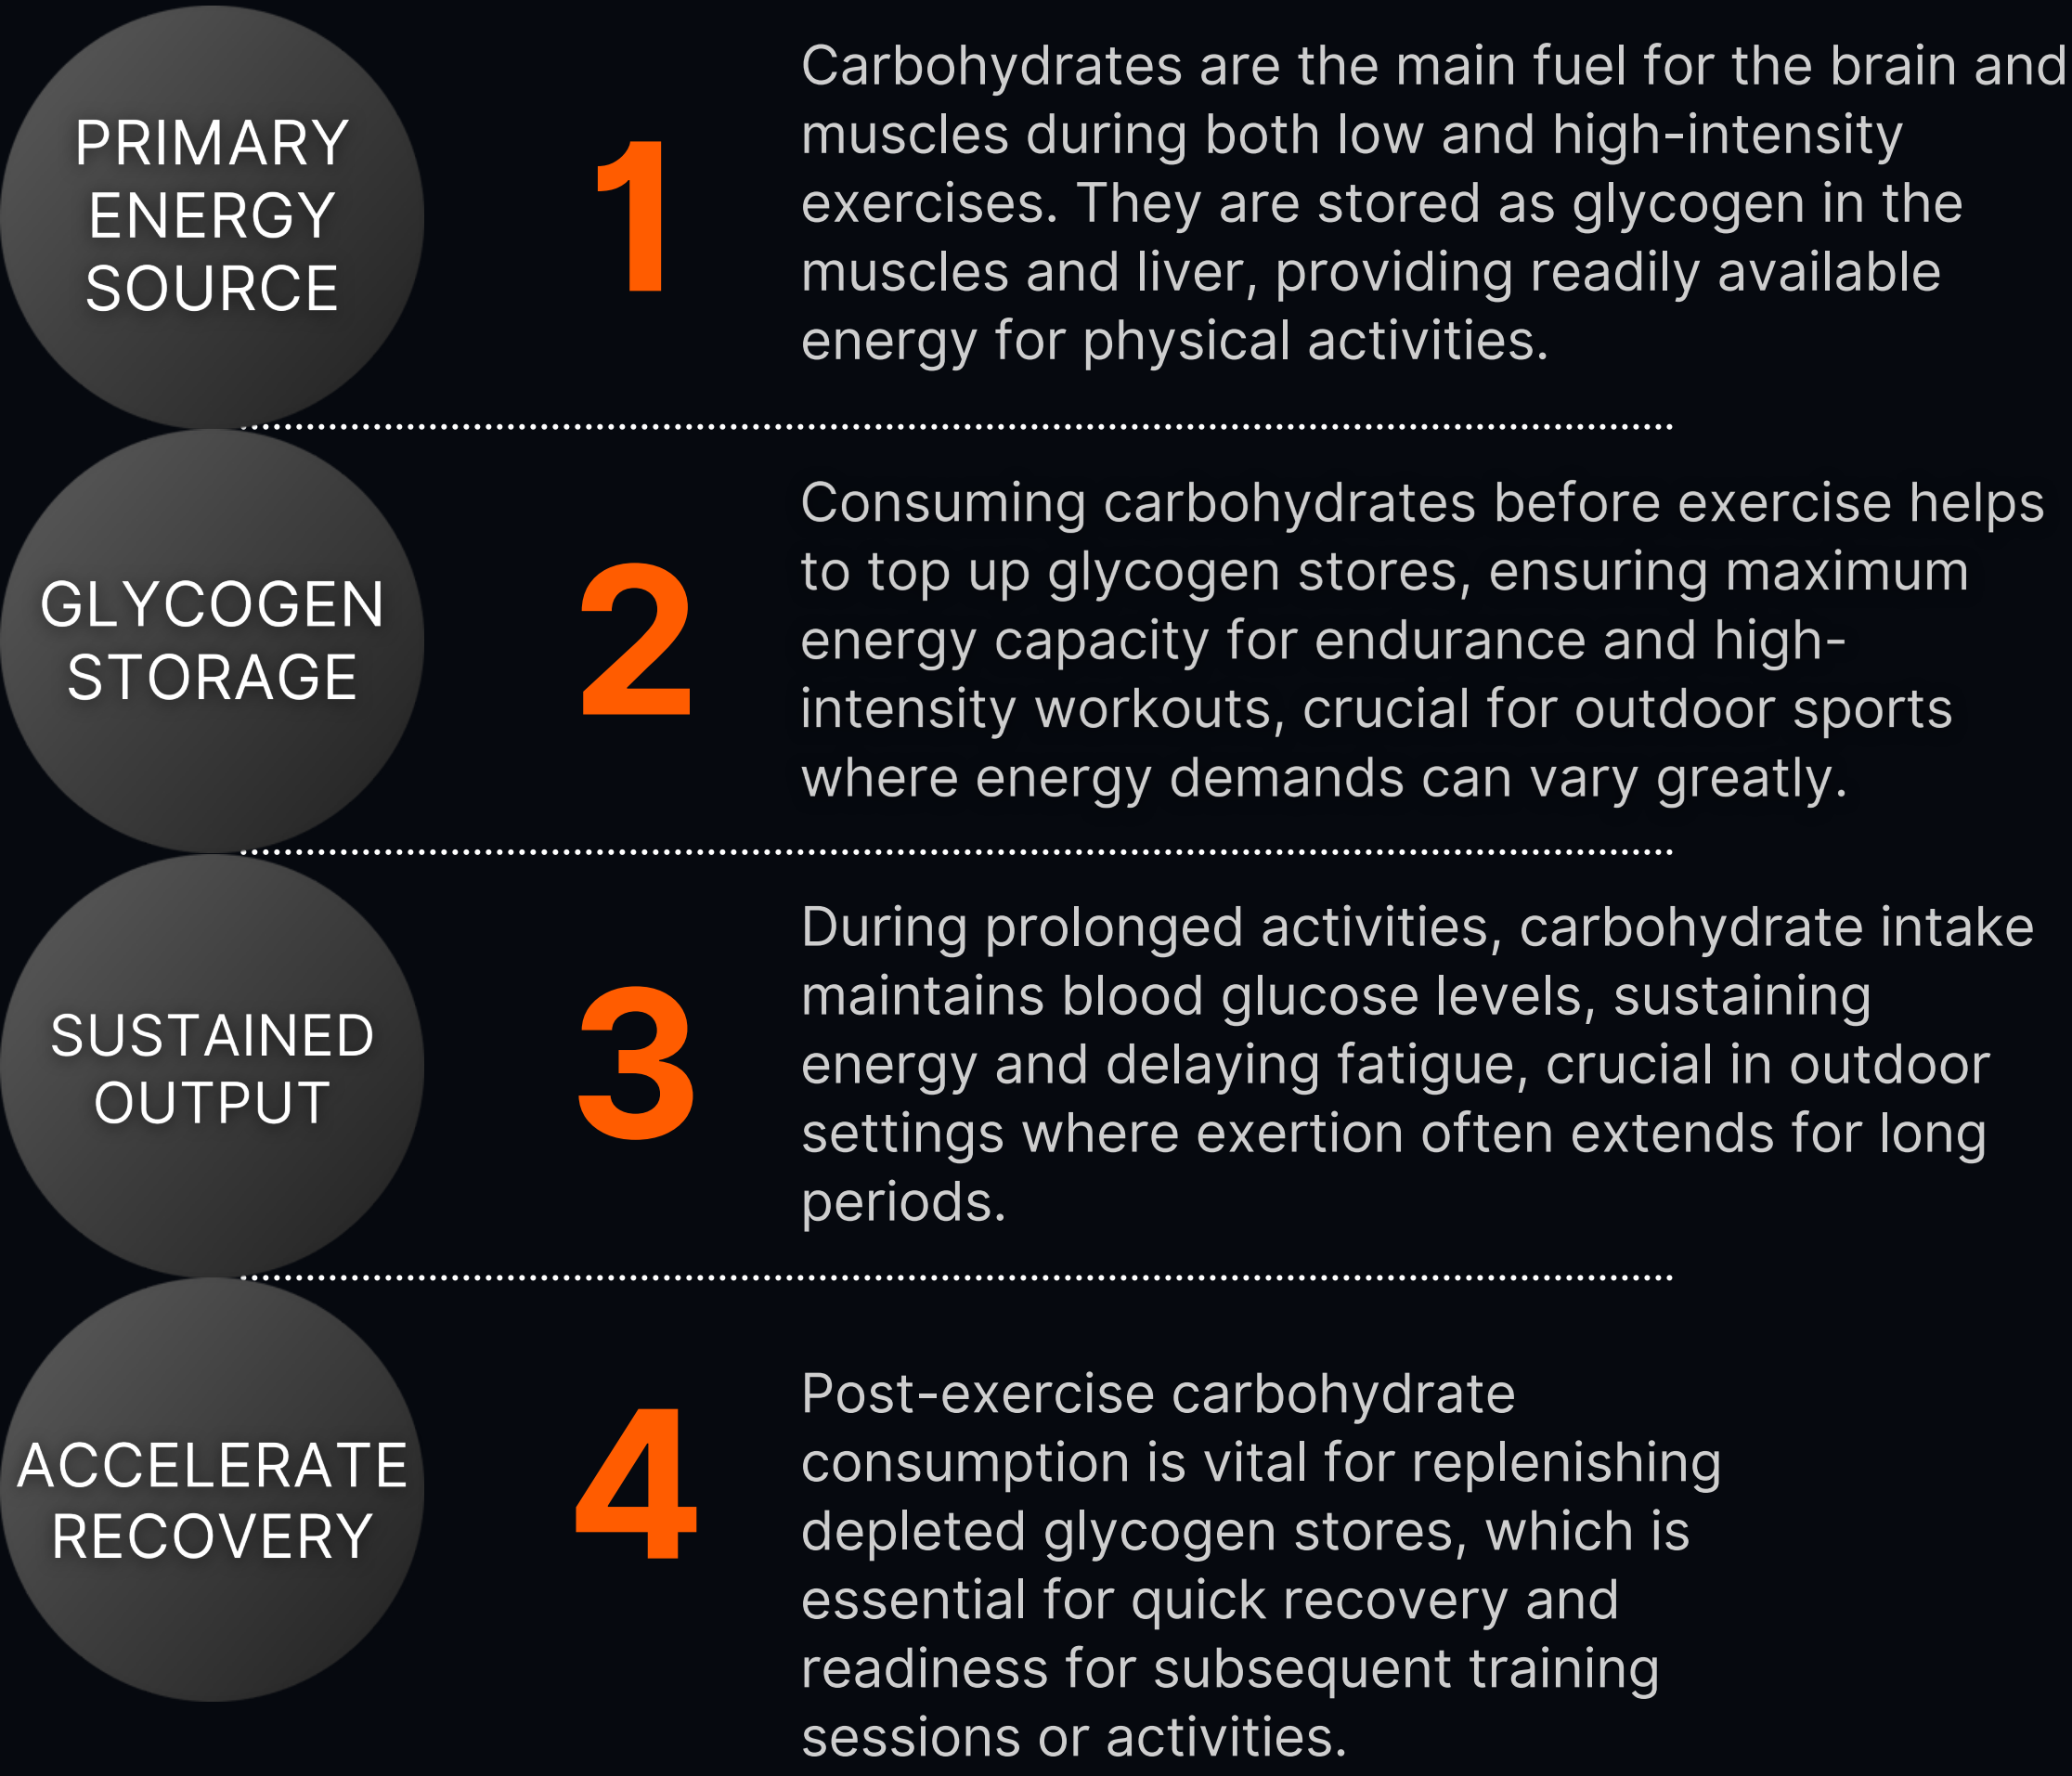 PRIMARY
ENERGY
SOURCE
1
Carbohydrates are the main fuel for the brain and
muscles during both low and high-intensity
exercises. They are stored as glycogen in the
muscles and liver, providing readily available
energy for physical activities.
GLYCOGEN
STORAGE
2
Consuming carbohydrates before exercise helps
to top up glycogen stores, ensuring maximum
energy capacity for endurance and high-
intensity workouts, crucial for outdoor sports
where energy demands can vary greatly.
SUSTAINED
OUTPUT
3
During prolonged activities, carbohydrate intake
maintains blood glucose levels, sustaining
energy and delaying fatigue, crucial in outdoor
settings where exertion often extends for long
periods.
ACCELERATE
RECOVERY
4
Post-exercise carbohydrate
consumption is vital for replenishing
depleted glycogen stores, which is
essential for quick recovery and
readiness for subsequent training
sessions or activities.